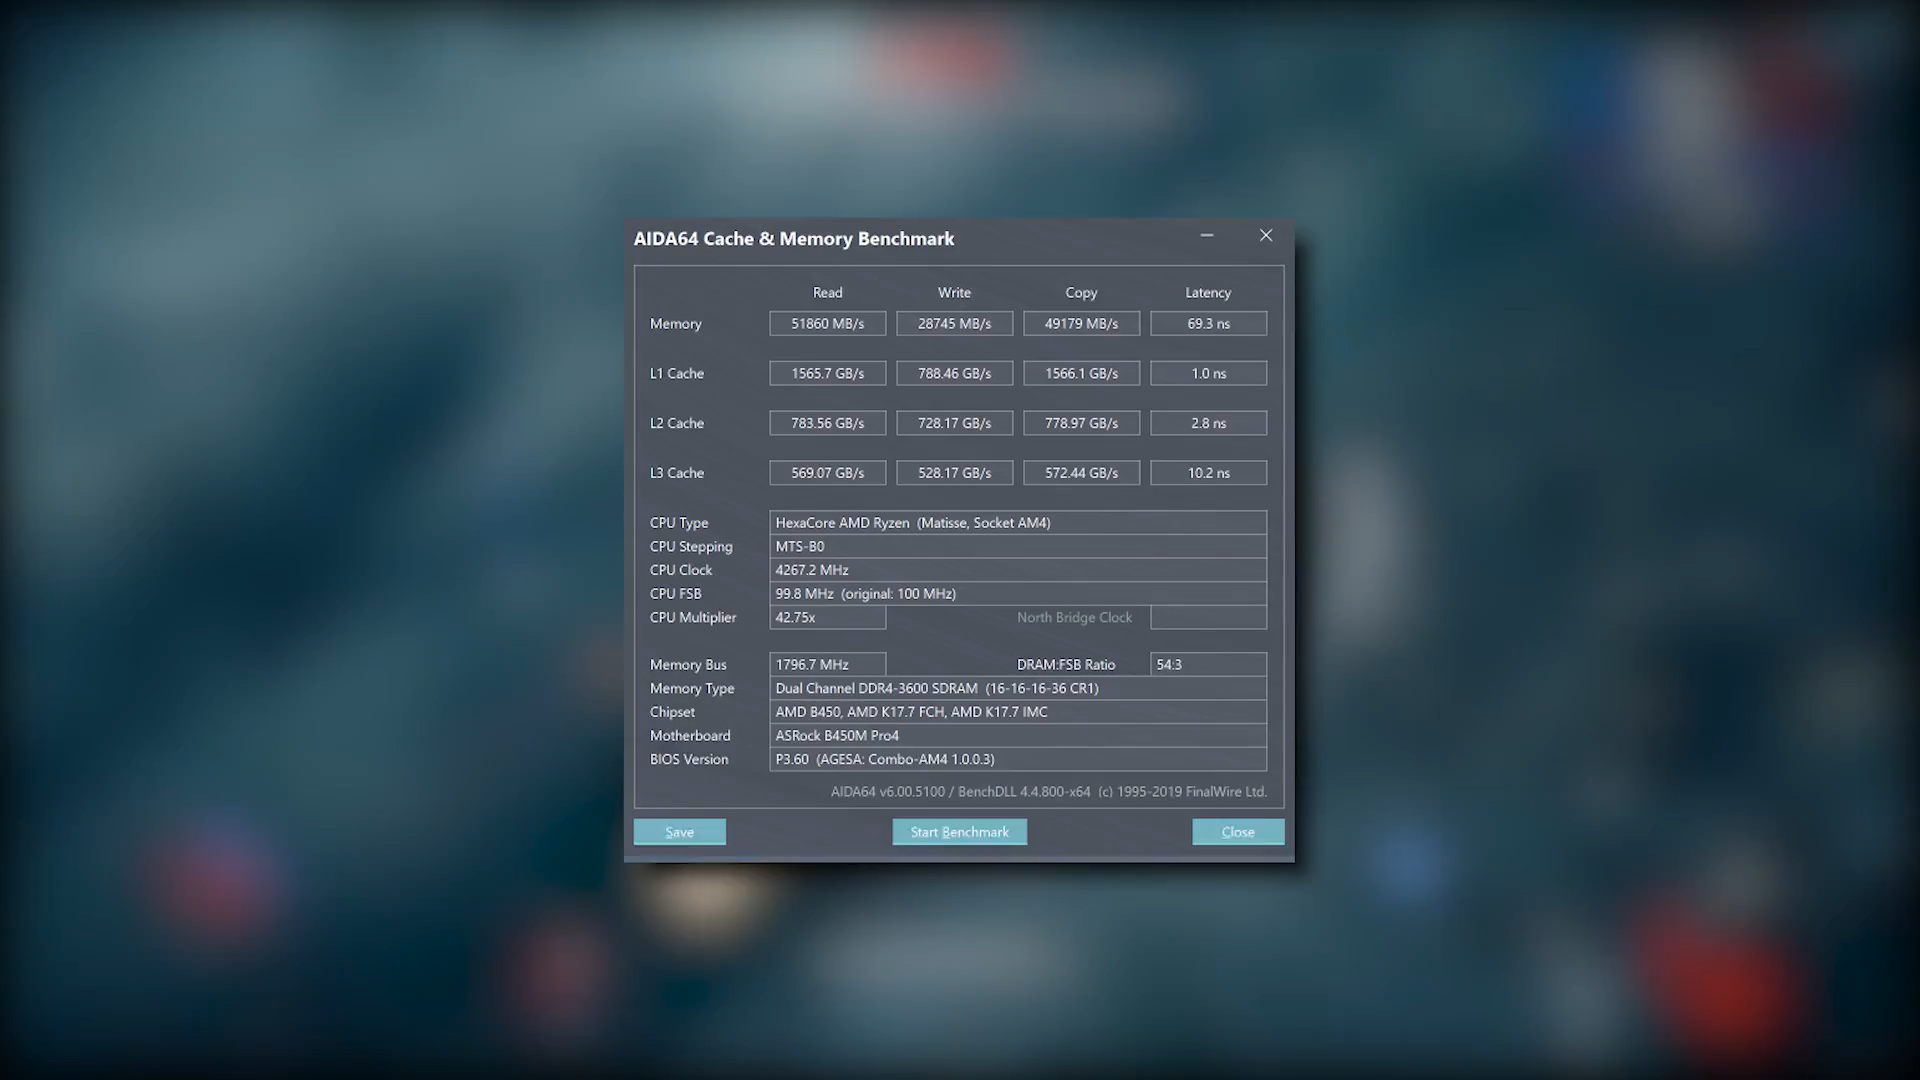 AIDA64 Cache & Memory Benchmark
Read Write Copy Latency
Memory 51860 MB/s 28745 MB/s 49179 MB/s 69.3 ns
L1 Cache 1565.7 GB/s 788.46 GB/s 1566.1 GB/s 1.0 ns
L2 Cache 783.56 GB/s 728.17 GB/s 778.97 GB/s 2.8 ns
L3 Cache 569.07 GB/s 528.17 GB/s 572.44 GB/s 10.2 ns
CPU Type HexaCore AMD Ryzen (Matisse, Socket AM4)
CPU Stepping MTS-B0
CPU Clock 4267.2 MHz
CPU FSB 99.8 MHz (original: 100 MHz)
CPU Multiplier 42.75x North Bridge Clock
Memory Bus 1796.7 MHz DRAM:FSB Ratio 54:3
Memory Type Dual Channel DDR4-3600 SDRAM (16-16-16-36 CR1)
Chipset AMD B450, AMD K17.7 FCH, AMD K17.7 IMC
Motherboard ASRock B450M Pro4
BIOS Version P3.60 (AGESA: Combo-AM4 1.0.0.3)
AIDA64 v6.00.5100 / BenchDLL 4.4.800-x64 (c) 1995-2019 FinalWire Ltd.
Save Start Benchmark Close